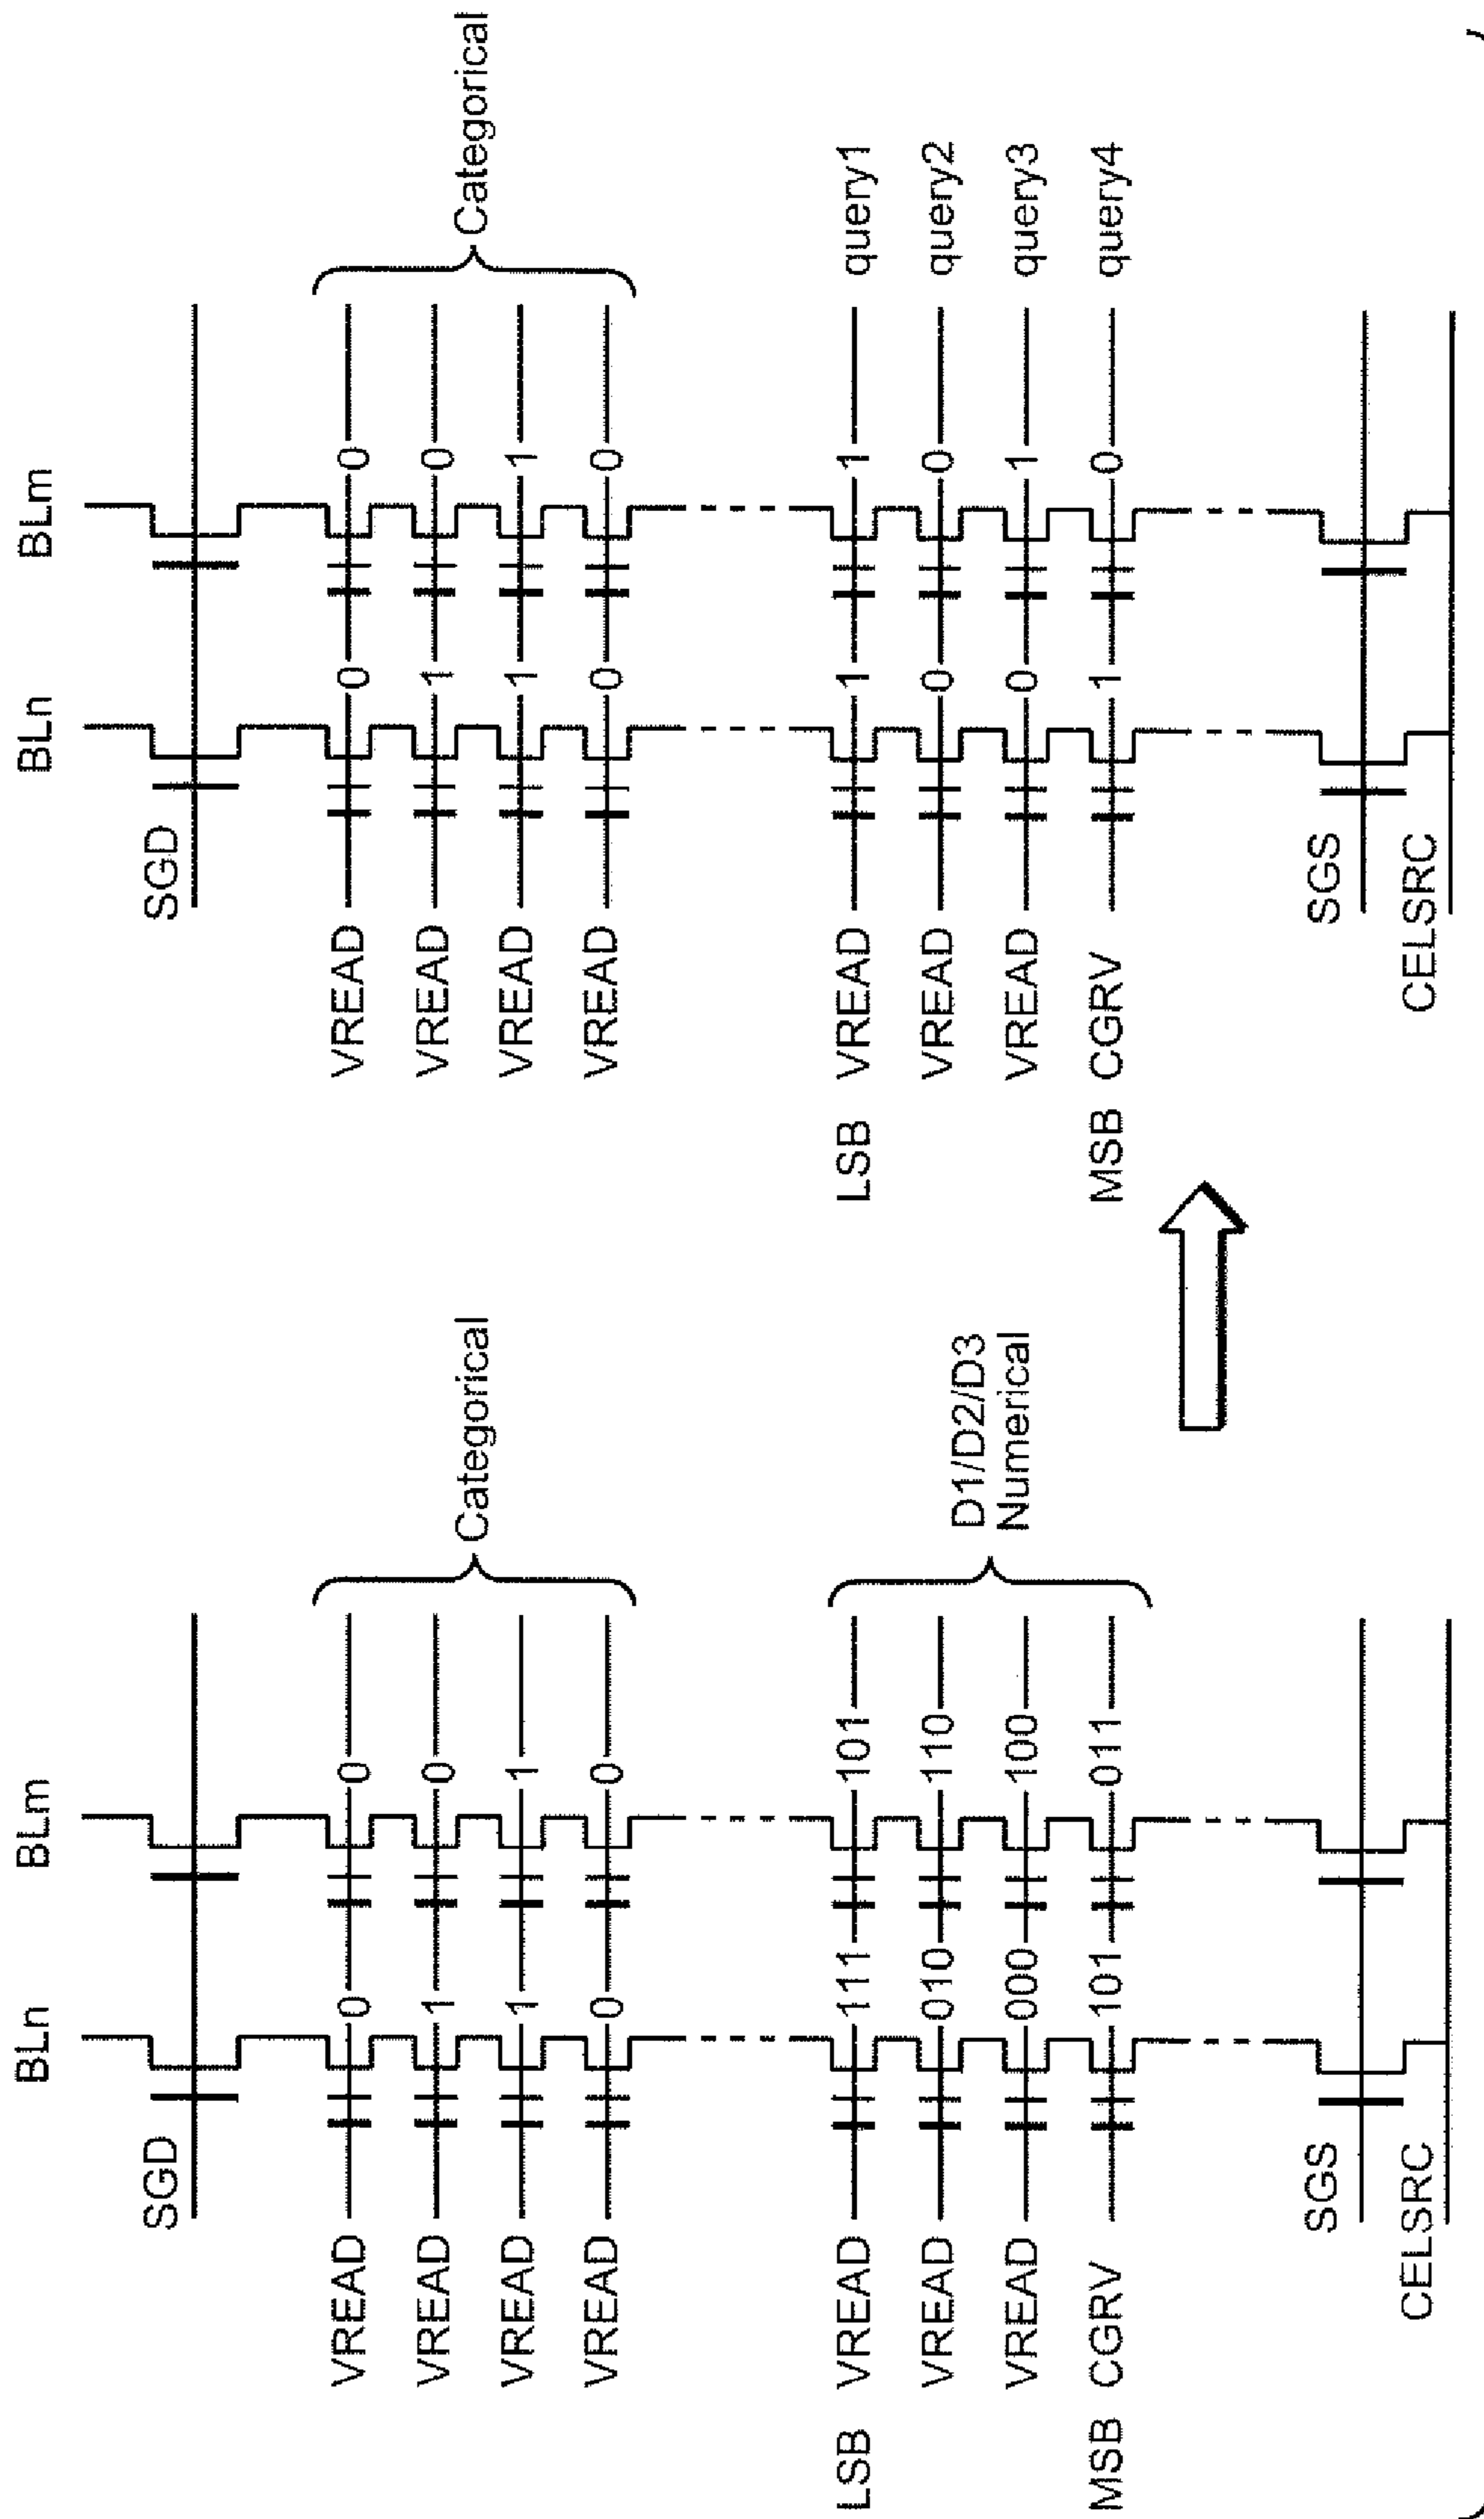 BLn BLm
SGD
VREAD 0 0
VREAD 1 0
VREAD 1 1
VREAD 0 0
Categorical
LSB VREAD 111 101
VREAD 010 110
VREAD 000 100
MSB CGRV 101 011
D1/D2/D3
Numerical
SGS
CELSRC
BLn BLm
SGD
VREAD 0 0
VREAD 1 0
VREAD 1 1
VREAD 0 0
Categorical
LSB VREAD 1 1 query1
VREAD 0 0 query2
VREAD 0 1 query3
MSB CGRV 1 0 query4
SGS
CELSRC